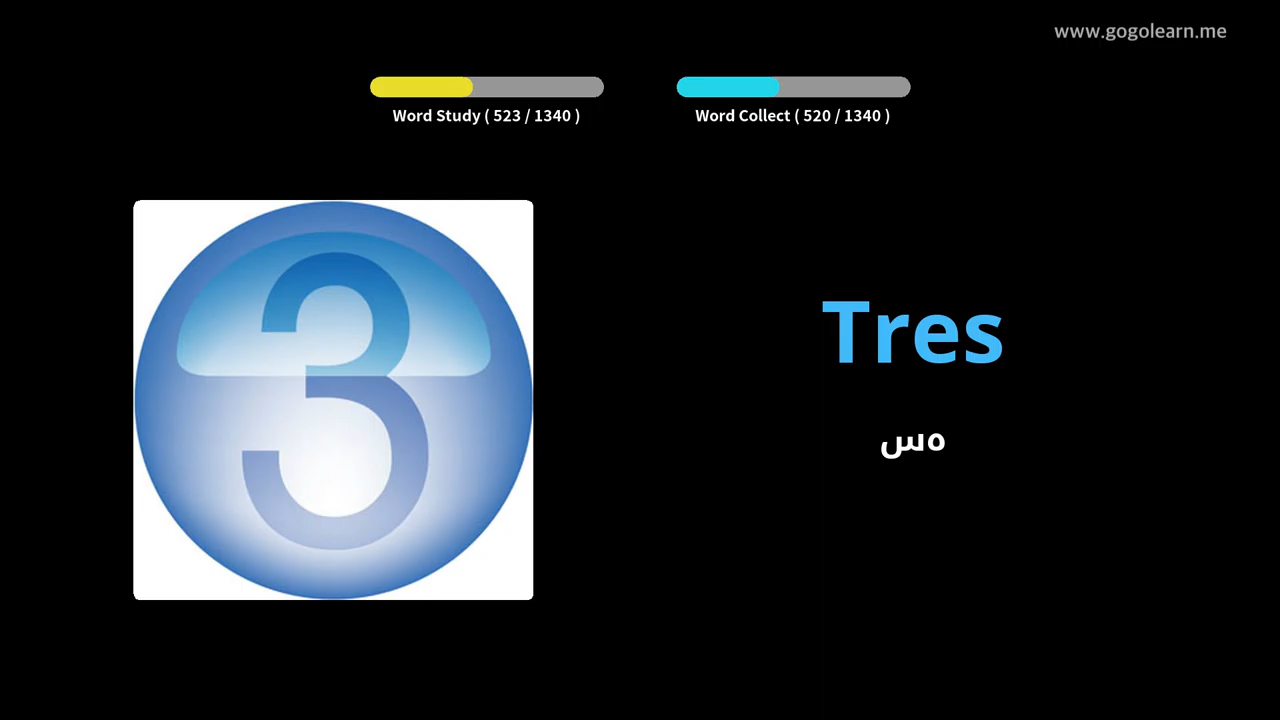 www.gogolearn.me
Word Study ( 523 / 1340 )
Word Collect ( 520 / 1340 )
3
Tres
هس